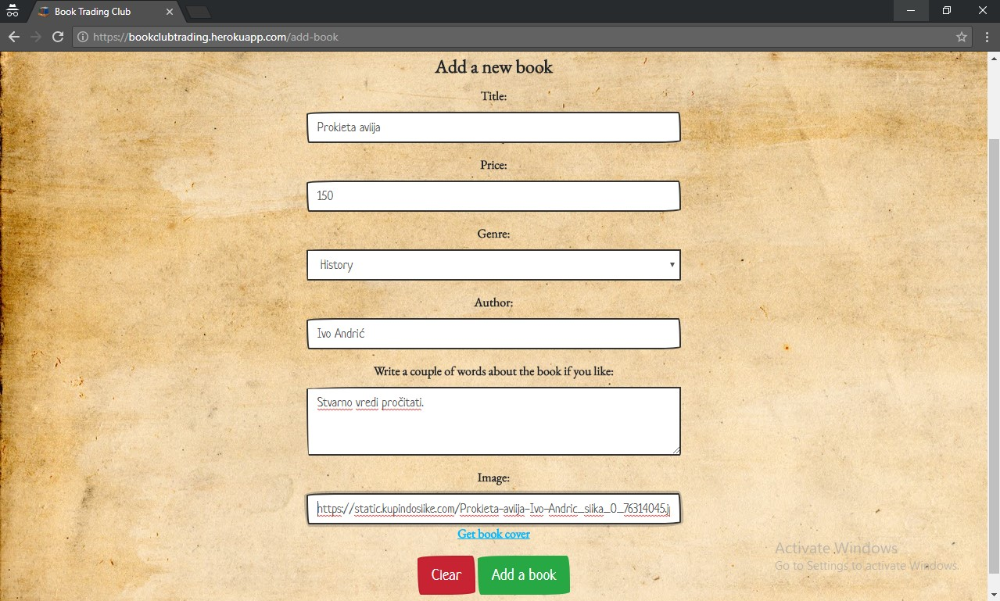 Book Trading Club
https://bookclubtrading.herokuapp.com/add-book
Add a new book
Title:
Prokleta avlija
Price:
150
Genre:
History
Author:
Ivo Andrić
Write a couple of words about the book if you like:
Stvarno vredi pročitati.
Image:
https://static.kupindoslike.com/Prokleta-avlija-Ivo-Andric_slika_O_76314045.j
Get book cover
Clear Add a book
Activate Windows
Go to Settings to activate Windows.